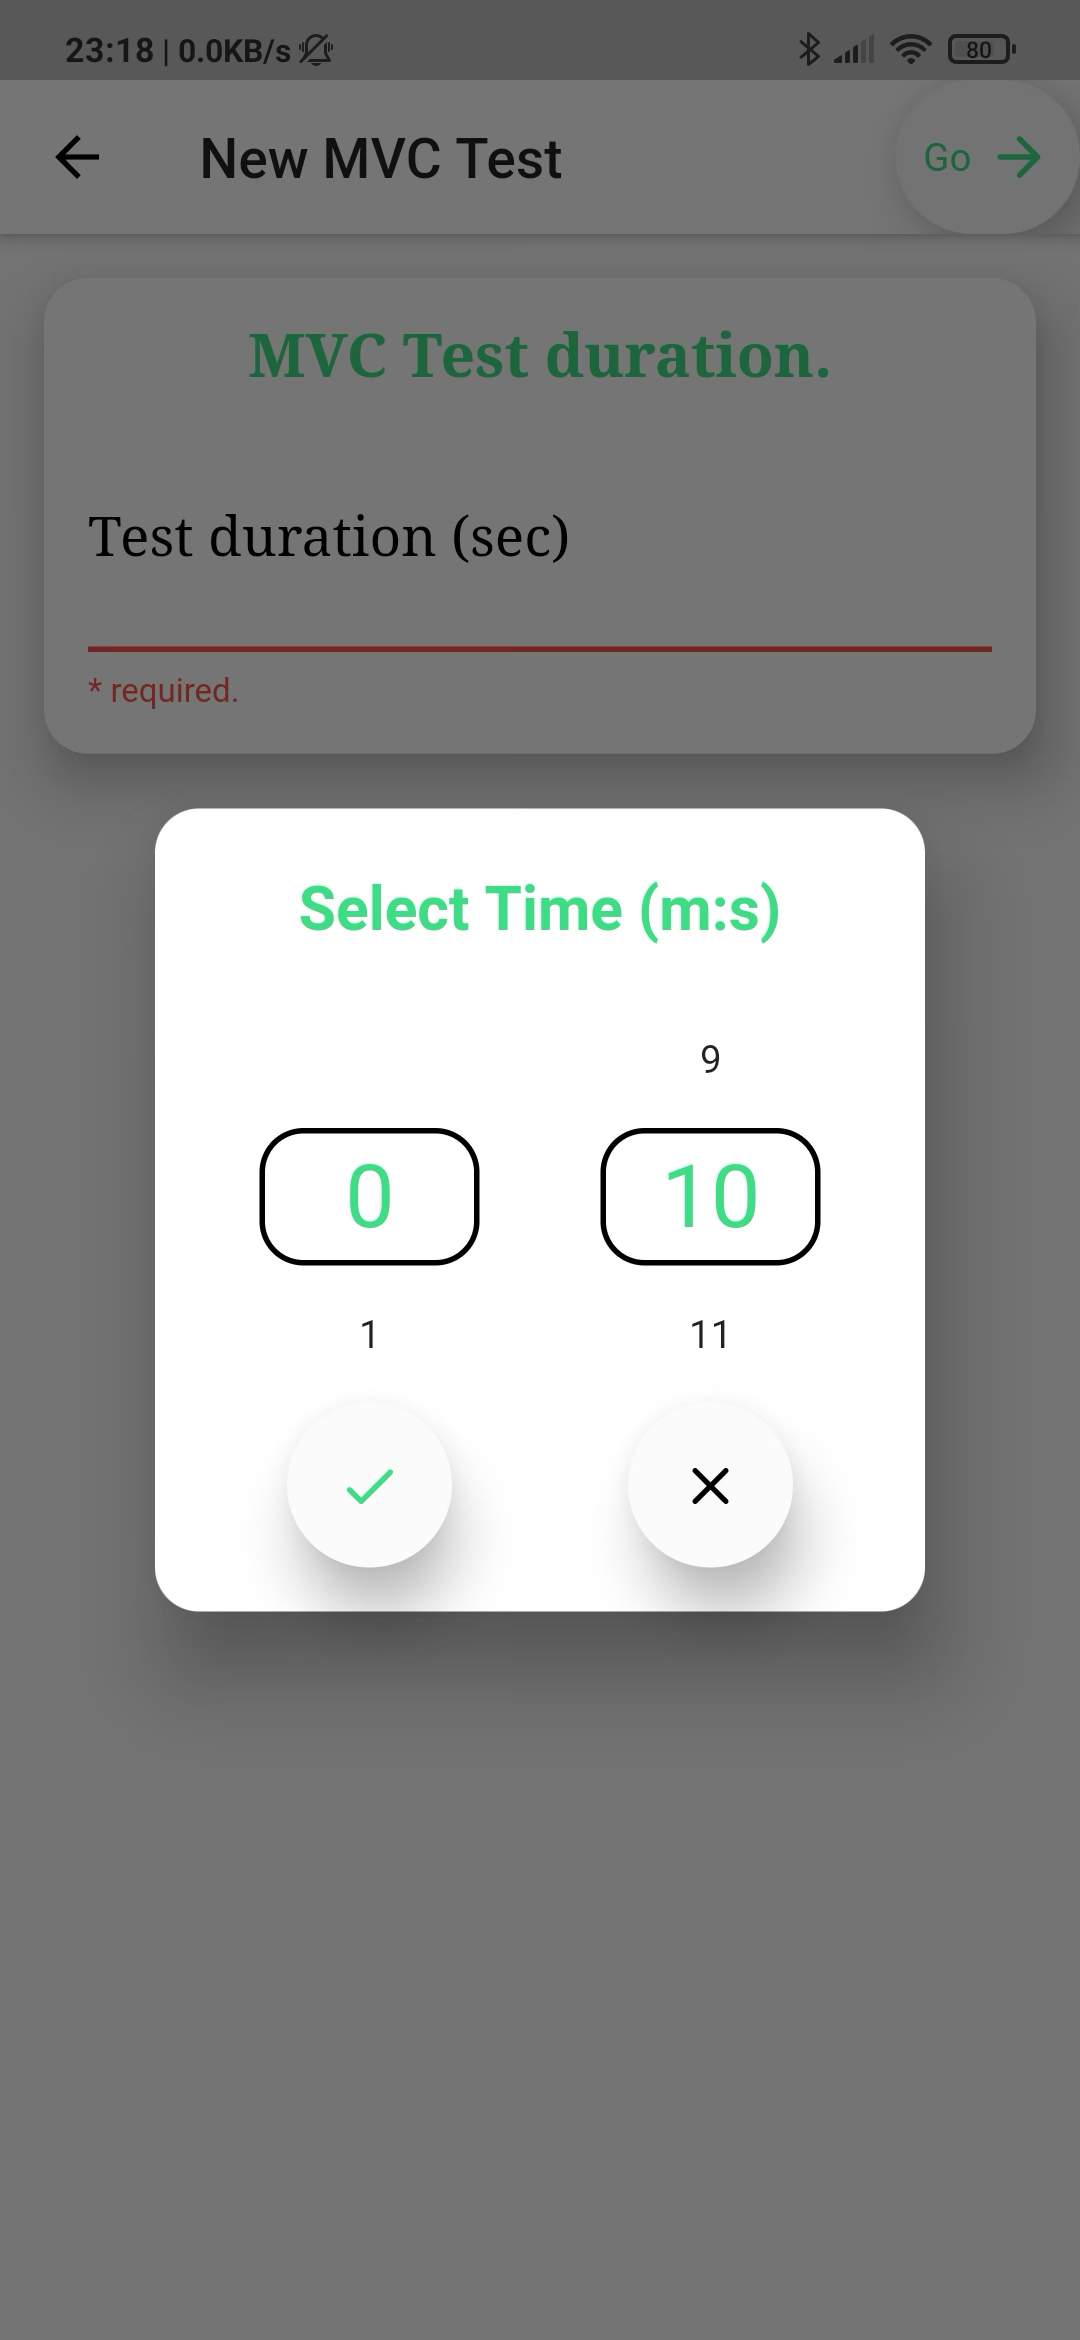 23:18 | 0.0KB/s
80
New MVC Test
Go
MVC Test duration.
Test duration (sec)
* required.
Select Time (m:s)
9
0 10
1 11